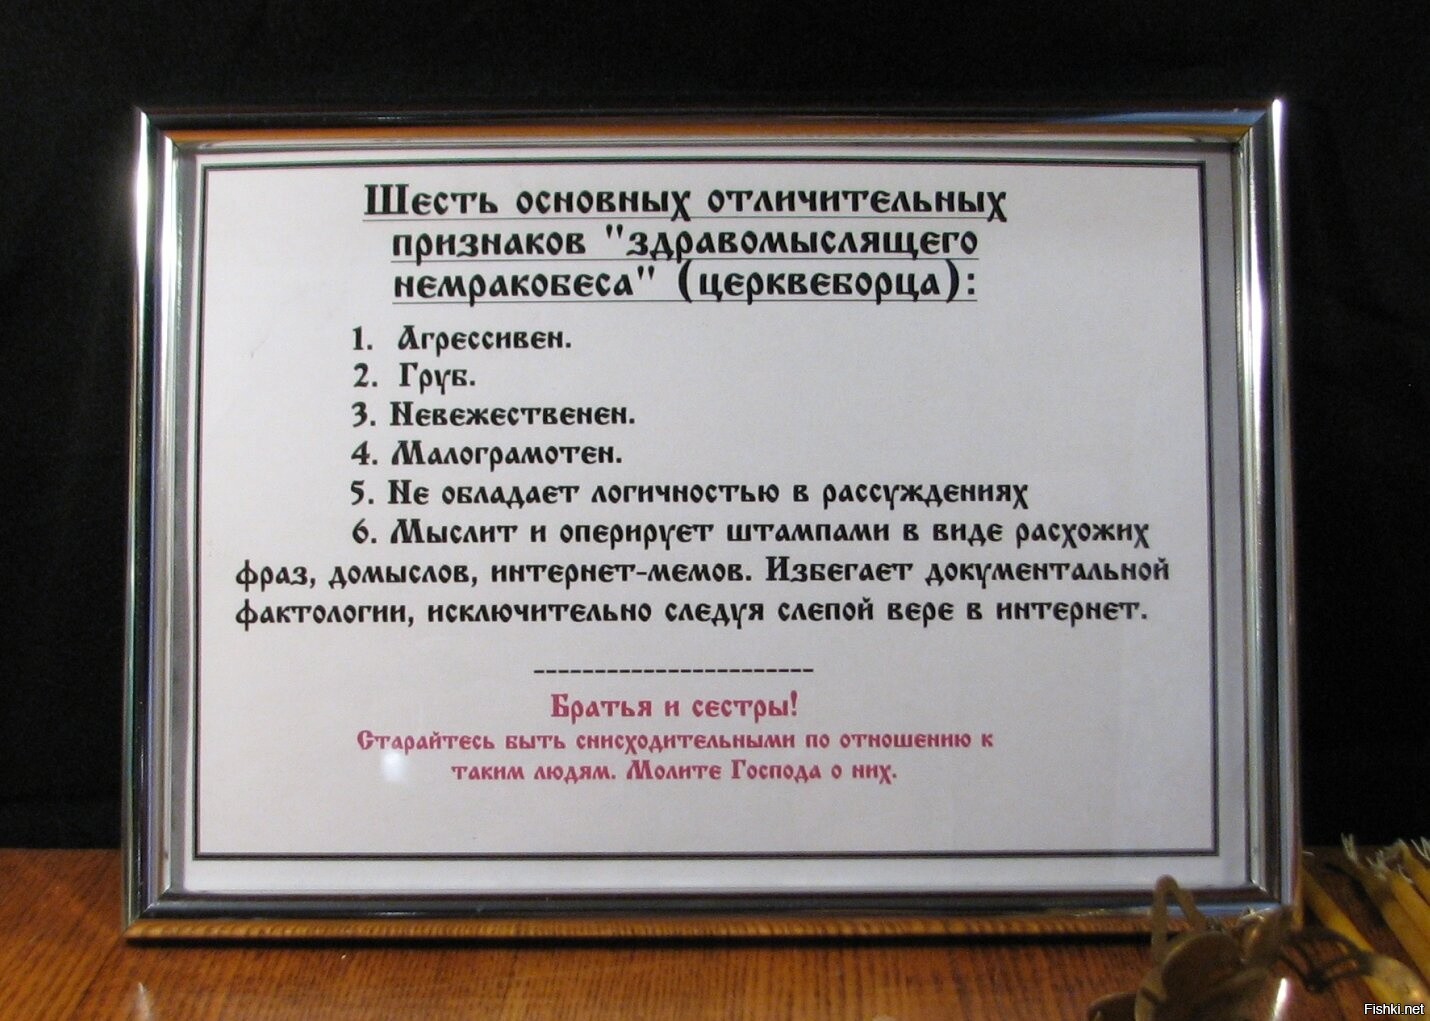 Шесть основных отличительных
признаков "здравомыслящего
немракобеса" (церквеборца):
1. Агрессивен.
2. Груб.
3. Невежественен.
4. Малограмотен.
5. Не обладает логичностью в рассуждениях
6. Мыслит и оперирует штампами в виде расхожих
фраз, домыслов, интернет-мемов. Избегает документальной
фактологии, исключительно следуя слепой вере в интернет.
-----------------------
Братья и сестры!
Старайтесь быть снисходительными по отношению к
таким людям. Молите Господа о них.
Fishki.net